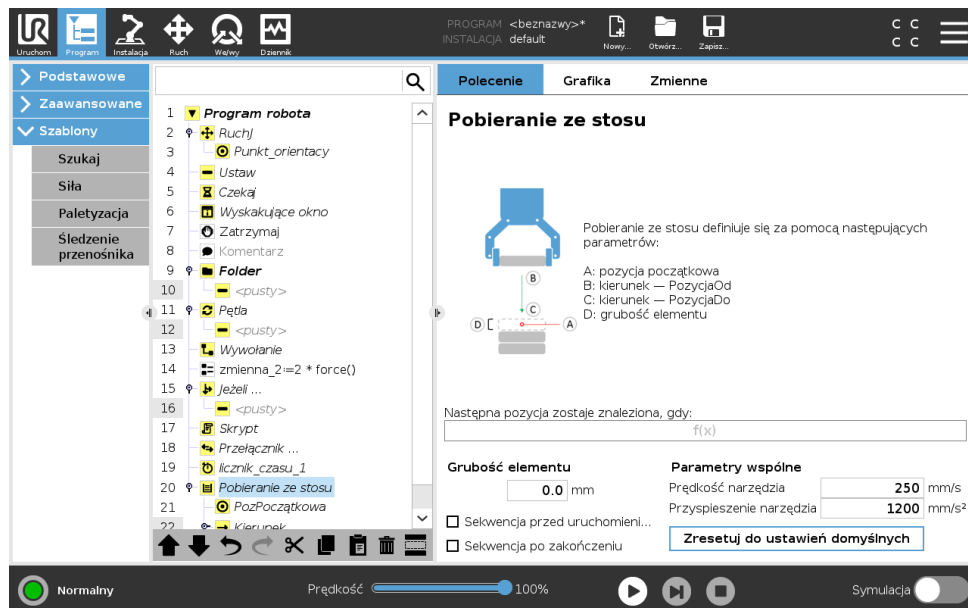 PROGRAM <beznazwy>*
INSTALACJA default
Uruchom
Program
Instalacja
Ruch
We/wy
Dziennik
Nowy...
Otwórz...
Zapisz...
C C
C C
Podstawowe
Zaawansowane
Szablony
Szukaj
Siła
Paletyzacja
Śledzenie
przenośnika
1 Program robota
2 RuchJ
3 Punkt_orientacy
4 Ustaw
5 Czekaj
6 Wyskakujące okno
7 Zatrzymaj
8 Komentarz
9 Folder
10 <pusty>
11 Pętla
12 <pusty>
13 Wywołanie
14 zmienna_2≔2 * force()
15 Jeżeli ...
16 <pusty>
17 Skrypt
18 Przełącznik ...
19 licznik_czasu_1
20 Pobieranie ze stosu
21 PozPoczątkowa
22 Kierunek
Polecenie
Grafika
Zmienne
Pobieranie ze stosu
B
C
D
A
Pobieranie ze stosu definiuje się za pomocą następujących
parametrów:
A: pozycja początkowa
B: kierunek — PozycjaOd
C: kierunek — PozycjaDo
D: grubość elementu
Następna pozycja zostaje znaleziona, gdy:
f(x)
Grubość elementu
0.0 mm
Sekwencja przed uruchomieni...
Sekwencja po zakończeniu
Parametry wspólne
Prędkość narzędzia 250 mm/s
Przyspieszenie narzędzia 1200 mm/s²
Zresetuj do ustawień domyślnych
Normalny
Prędkość 100%
Symulacja